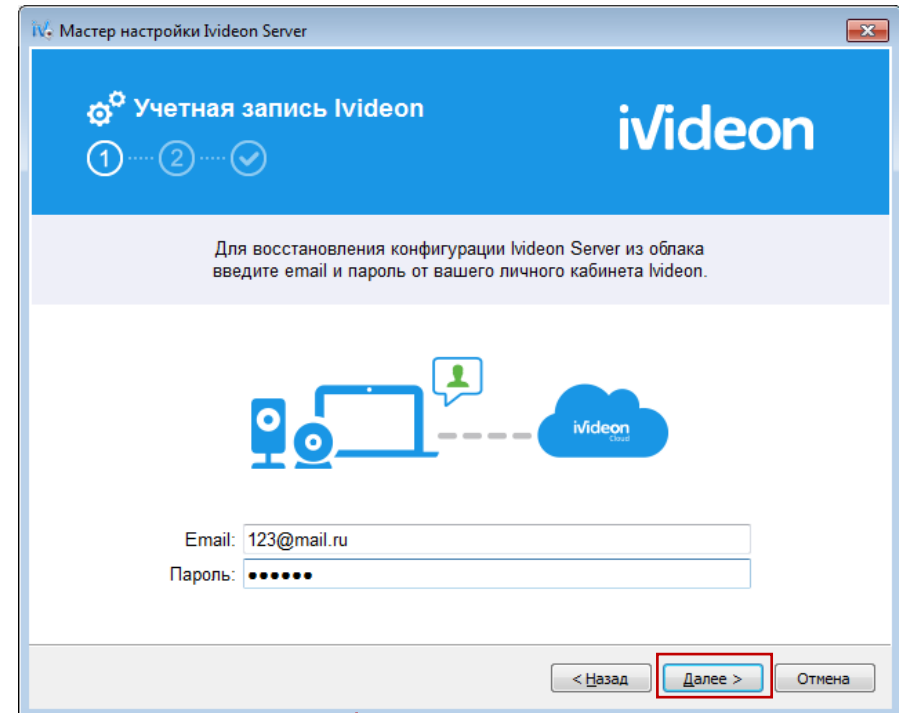 Мастер настройки Ivideon Server
Учетная запись Ivideon
iVideon
1 2
Для восстановления конфигурации Ivideon Server из облака
введите email и пароль от вашего личного кабинета Ivideon.
iVideon
Cloud
Email: 123@mail.ru
Пароль: ••••••
< Назад Далее > Отмена